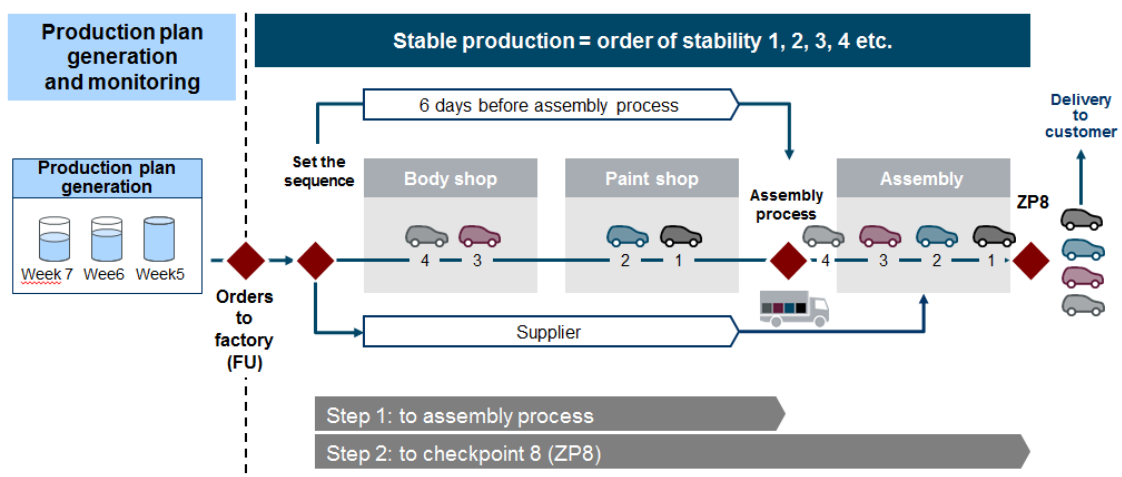 Production plan
generation
and monitoring
Stable production = order of stability 1, 2, 3, 4 etc.
6 days before assembly process
Delivery
to
customer
Production plan
generation
Week 7 Wee6 Week5
Set the
sequence
Body shop
Paint shop
Assembly
process
Assembly
ZP8
4 3 2 1 4 3 2 1
Orders
to
factory
(FU)
Supplier
Step 1: to assembly process
Step 2: to checkpoint 8 (ZP8)